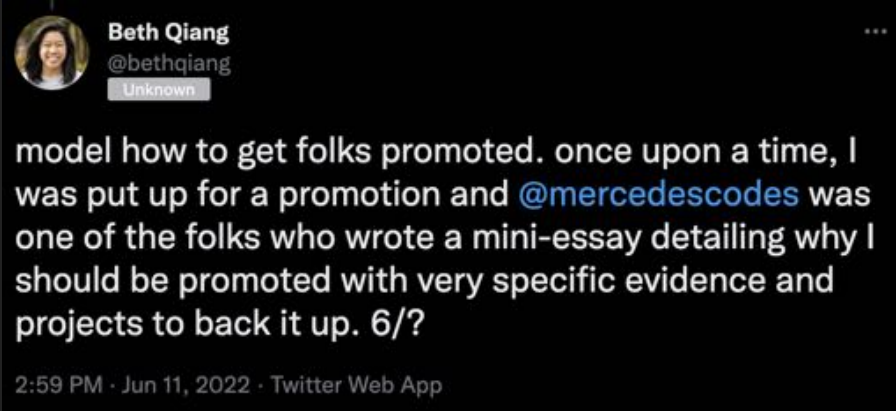 Beth Qiang
@bethqiang
Unknown
model how to get folks promoted. once upon a time, I
was put up for a promotion and @mercedescodes was
one of the folks who wrote a mini-essay detailing why I
should be promoted with very specific evidence and
projects to back it up. 6/?
2:59 PM · Jun 11, 2022 · Twitter Web App